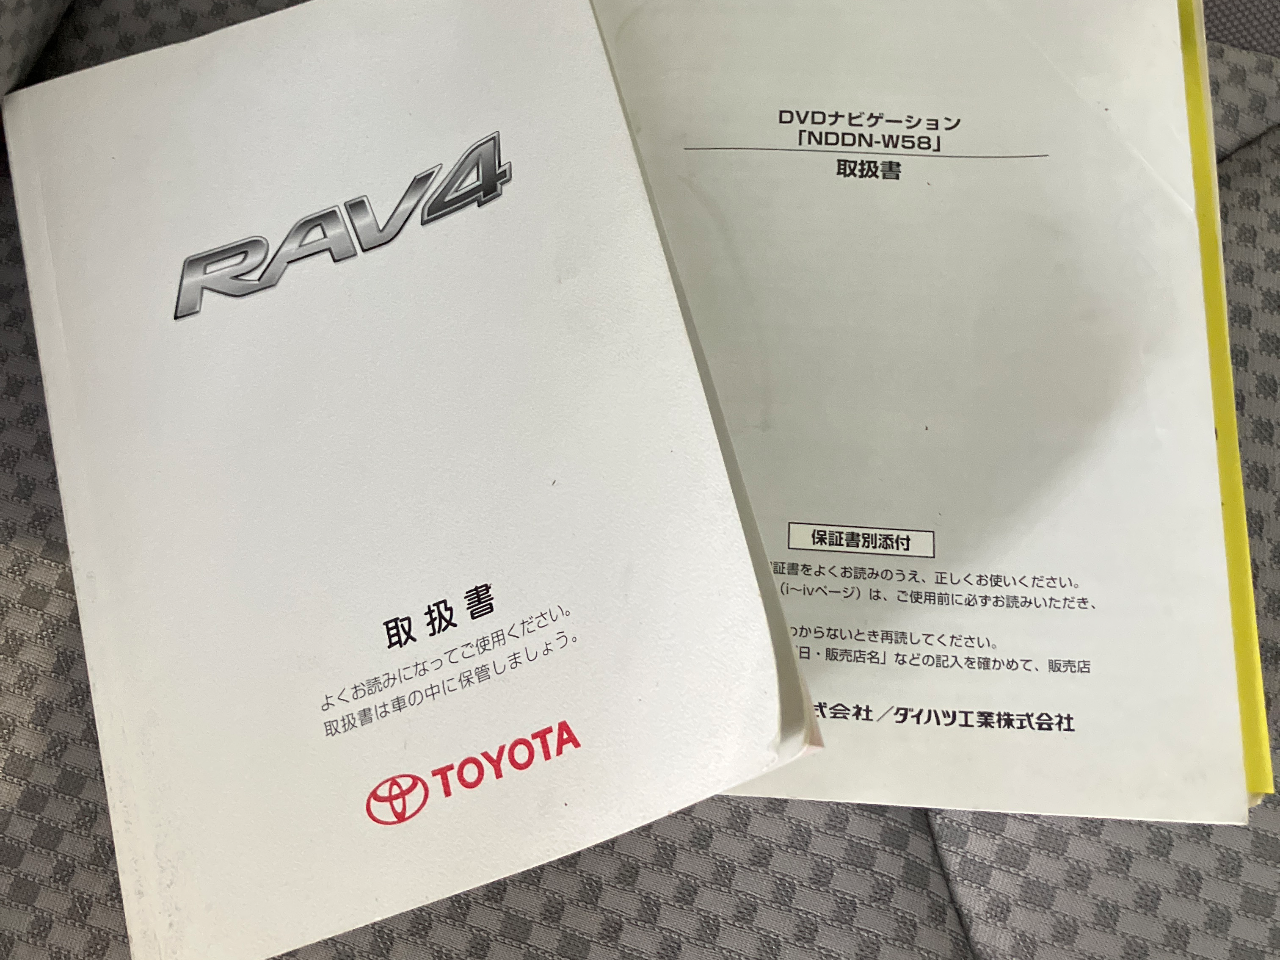 RAV4
取扱書
よくお読みになってご使用ください。
取扱書は車の中に保管しましょう。
TOYOTA
DVDナビゲーション
「NDDN-W58」
取扱書
保証書別添付
証書をよくお読みのうえ、正しくお使いください。
(i〜ivページ)は、ご使用前に必ずお読みいただき、
わからないとき再読してください。
日・販売店名」などの記入を確かめて、販売店
式会社/ダイハツ工業株式会社